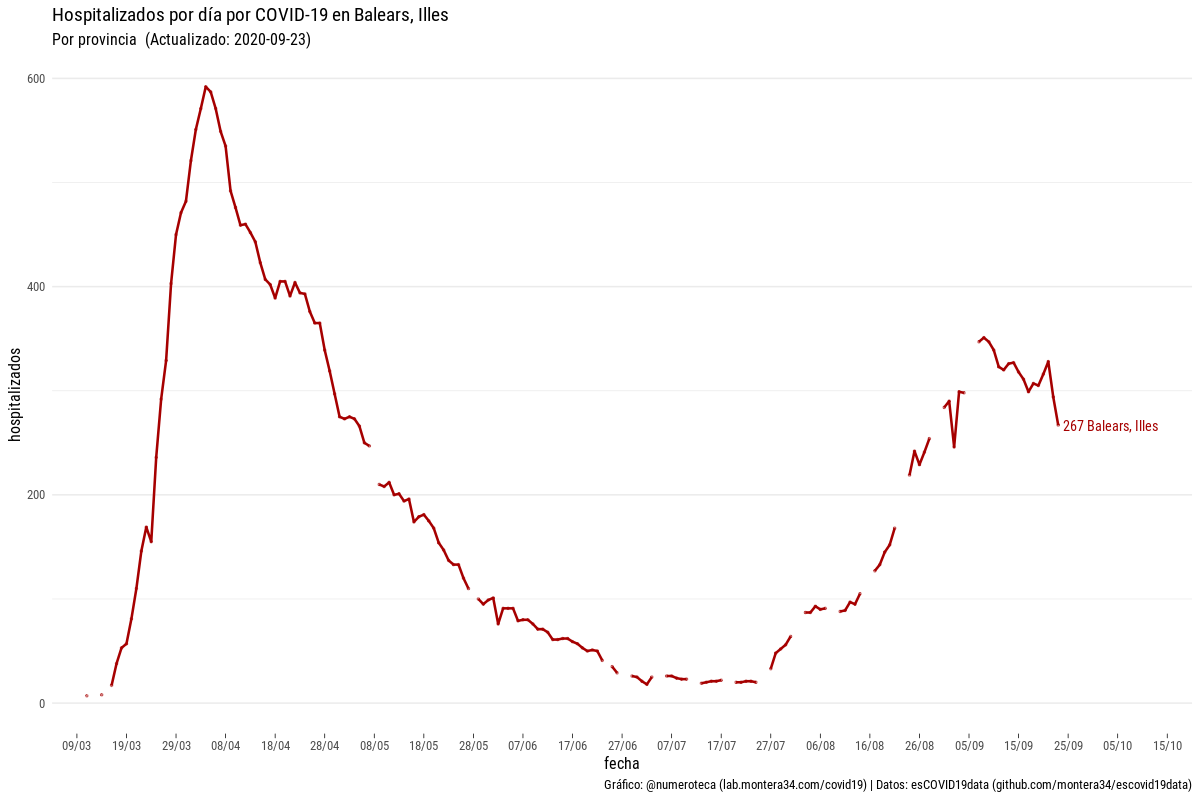 Hospitalizados por día por COVID-19 en Balears, Illes
Por provincia  (Actualizado: 2020-09-23)
hospitalizados
600
400
200
0
267 Balears, Illes
09/03 19/03 29/03 08/04 18/04 28/04 08/05 18/05 28/05 07/06 17/06 27/06 07/07 17/07 27/07 06/08 16/08 26/08 05/09 15/09 25/09 05/10 15/10
fecha
Gráfico: @numeroteca (lab.montera34.com/covid19) | Datos: esCOVID19data (github.com/montera34/escovid19data)